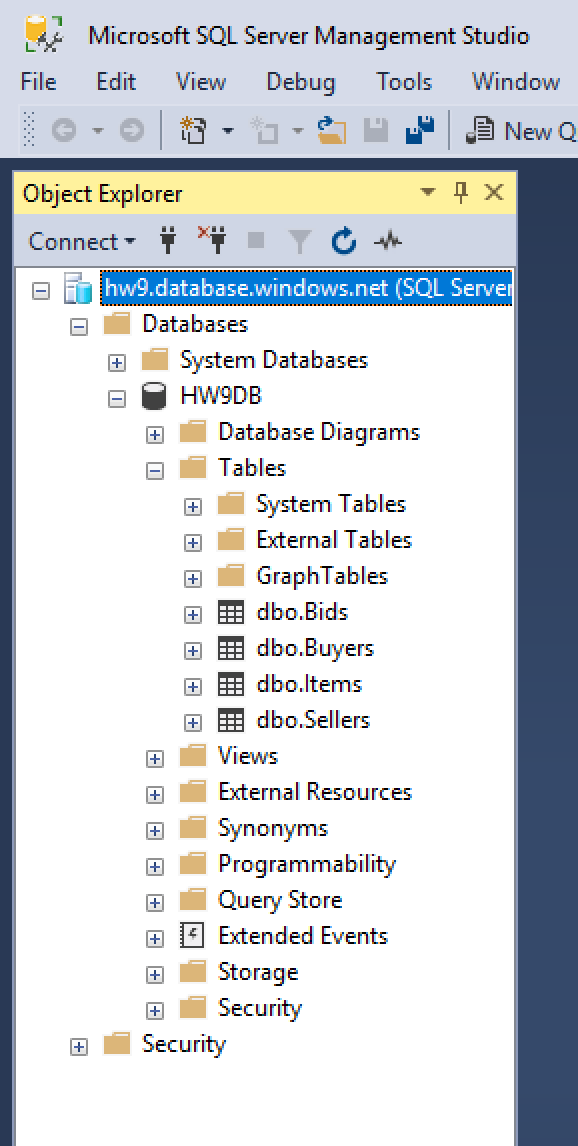 Microsoft SQL Server Management Studio
File Edit View Debug Tools Window
New Q
Object Explorer
Connect
hw9.database.windows.net (SQL Server
Databases
System Databases
HW9DB
Database Diagrams
Tables
System Tables
External Tables
GraphTables
dbo.Bids
dbo.Buyers
dbo.Items
dbo.Sellers
Views
External Resources
Synonyms
Programmability
Query Store
Extended Events
Storage
Security
Security